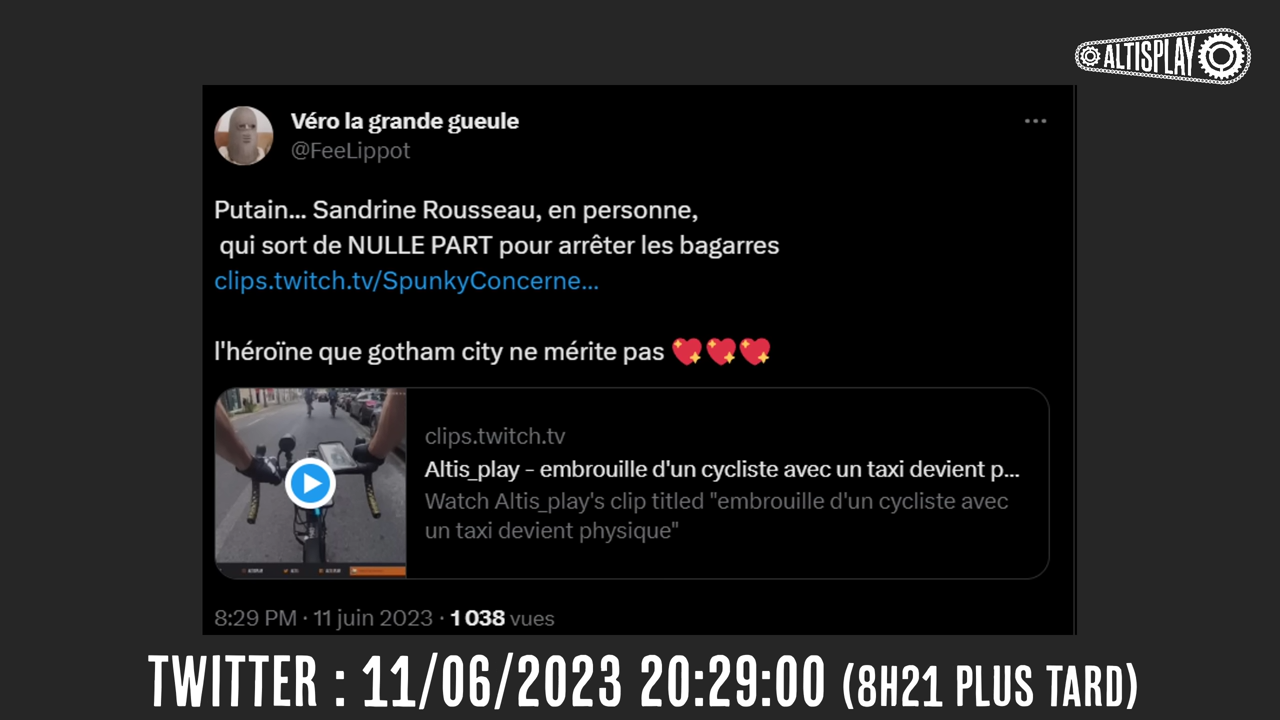 ALTISPLAY
Véro la grande gueule
@FeeLippot
Putain... Sandrine Rousseau, en personne,
qui sort de NULLE PART pour arrêter les bagarres
clips.twitch.tv/SpunkyConcerne...
l'héroïne que gotham city ne mérite pas 💖💖💖
clips.twitch.tv
Altis_play - embrouille d'un cycliste avec un taxi devient p...
Watch Altis_play's clip titled "embrouille d'un cycliste avec
un taxi devient physique"
8:29 PM · 11 juin 2023 · 1 038 vues
TWITTER : 11/06/2023 20:29:00 (8H21 PLUS TARD)